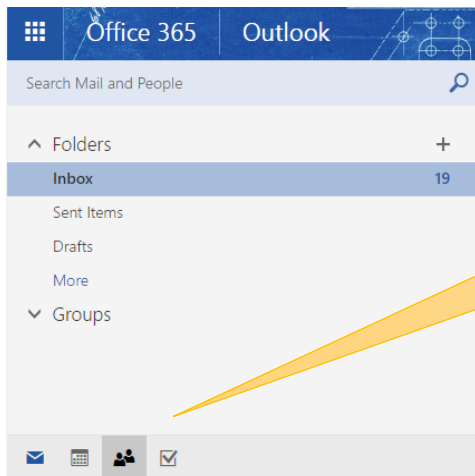 Office 365 Outlook
Search Mail and People
Folders
Inbox 19
Sent Items
Drafts
More
Groups